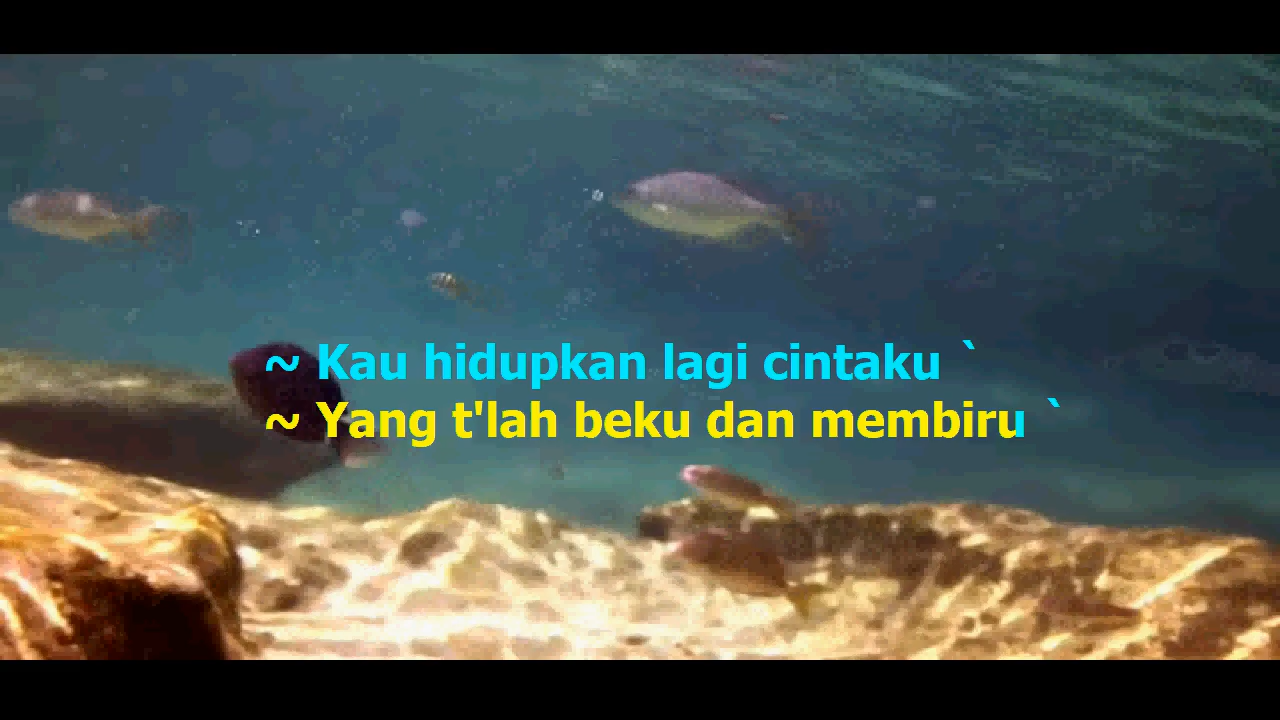 ~ Kau hidupkan lagi cintaku `
~ Yang t'lah beku dan membiru `